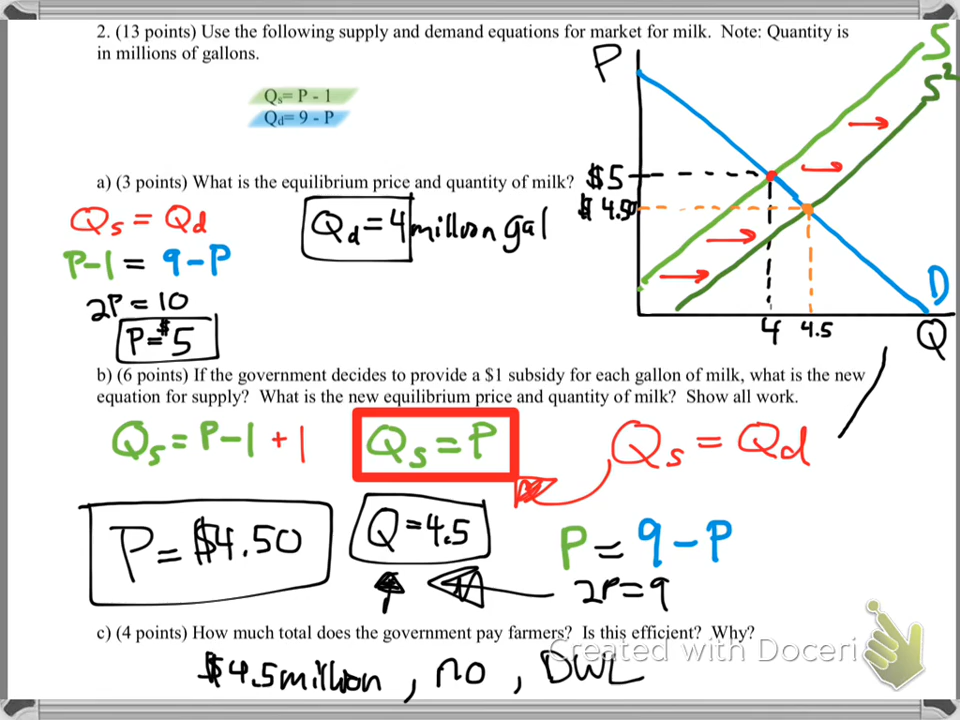 2. (13 points) Use the following supply and demand equations for market for milk.  Note: Quantity is
in millions of gallons.
Qs= P - 1
Qd= 9 - P
P
S
S2
$5
$ 4.50
4
4.5
D
Q
a) (3 points) What is the equilibrium price and quantity of milk?
Qs = Qd
P-1 = 9-P
2P = 10
P=$5
Qd = 4 million gal
b) (6 points) If the government decides to provide a $1 subsidy for each gallon of milk, what is the new
equation for supply?  What is the new equilibrium price and quantity of milk?  Show all work.
Qs = P-1 +1
Qs = P
Qs = Qd
P = $4.50
Q = 4.5
P = 9 - P
2P = 9
c) (4 points) How much total does the government pay farmers?  Is this efficient?  Why?
$4.5 million , no , DWL
Created with Doceri